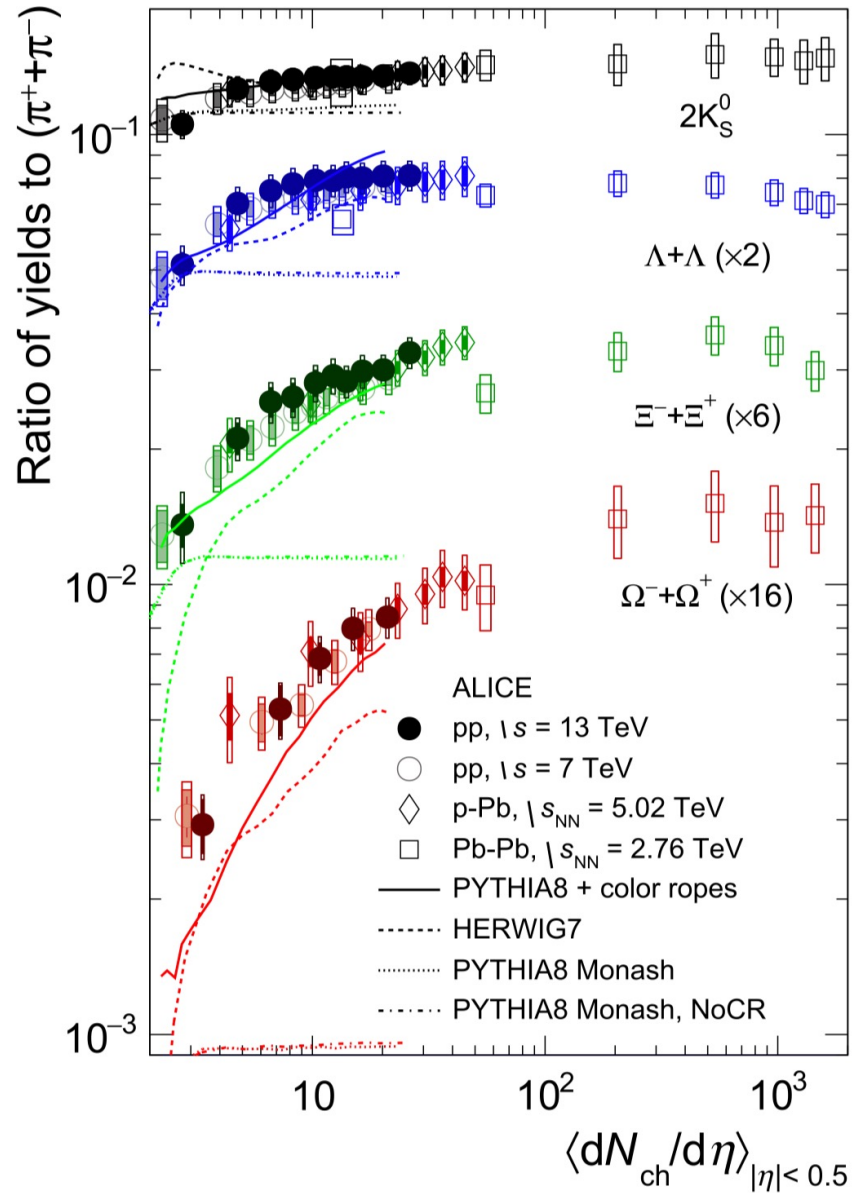 Ratio of yields to (π⁺+π⁻)
10⁻¹
10⁻²
10⁻³
2K⁰S
Λ+Λ (×2)
Ξ⁻+Ξ⁺ (×6)
Ω⁻+Ω⁺ (×16)
ALICE
pp, \ s = 13 TeV
pp, \ s = 7 TeV
p-Pb, \ sNN = 5.02 TeV
Pb-Pb, \ sNN = 2.76 TeV
PYTHIA8 + color ropes
HERWIG7
PYTHIA8 Monash
PYTHIA8 Monash, NoCR
10
10²
10³
⟨dNch/dη⟩|η|< 0.5